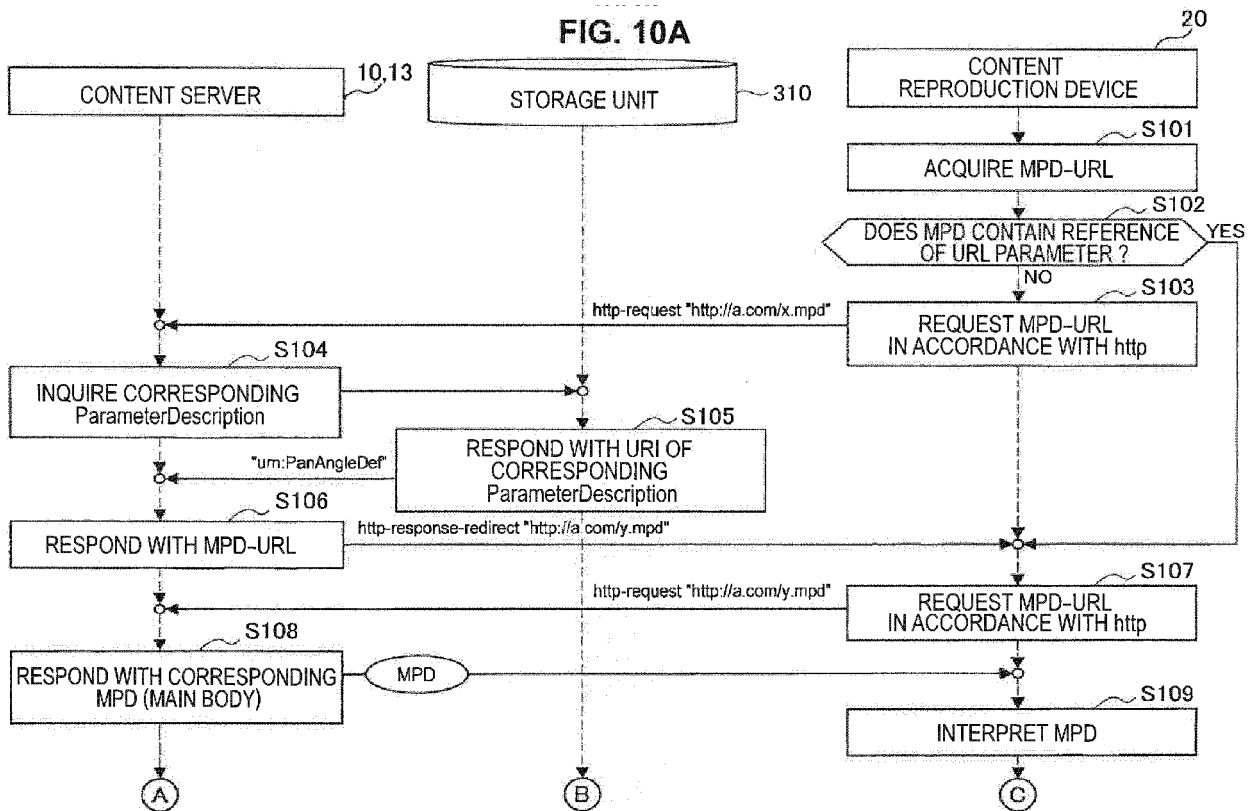 FIG. 10A
20
10,13
CONTENT SERVER
STORAGE UNIT
310
CONTENT
REPRODUCTION DEVICE
S101
ACQUIRE MPD-URL
S102
DOES MPD CONTAIN REFERENCE
OF URL PARAMETER ?
YES
NO
S103
http-request "http://a.com/x.mpd"
REQUEST MPD-URL
IN ACCORDANCE WITH http
S104
INQUIRE CORRESPONDING
ParameterDescription
S105
"urn:PanAngleDef"
RESPOND WITH URI OF
CORRESPONDING
ParameterDescription
S106
RESPOND WITH MPD-URL
http-response-redirect "http://a.com/y.mpd"
S107
http-request "http://a.com/y.mpd"
REQUEST MPD-URL
IN ACCORDANCE WITH http
S108
RESPOND WITH CORRESPONDING
MPD (MAIN BODY)
MPD
S109
INTERPRET MPD
A
B
C